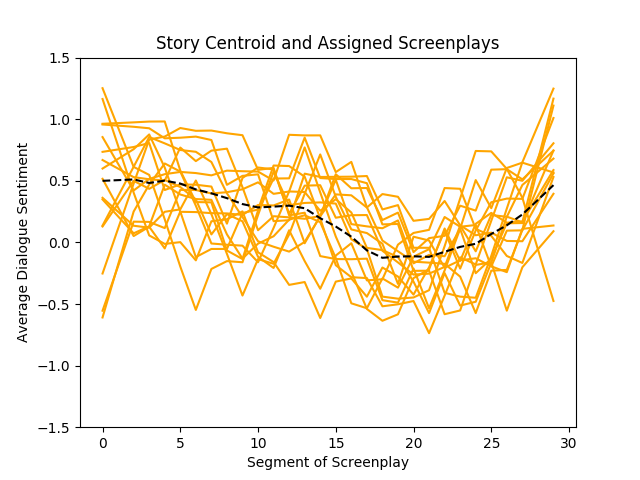 Story Centroid and Assigned Screenplays
1.5
1.0
0.5
0.0
−0.5
−1.0
−1.5
Average Dialogue Sentiment
0 5 10 15 20 25 30
Segment of Screenplay